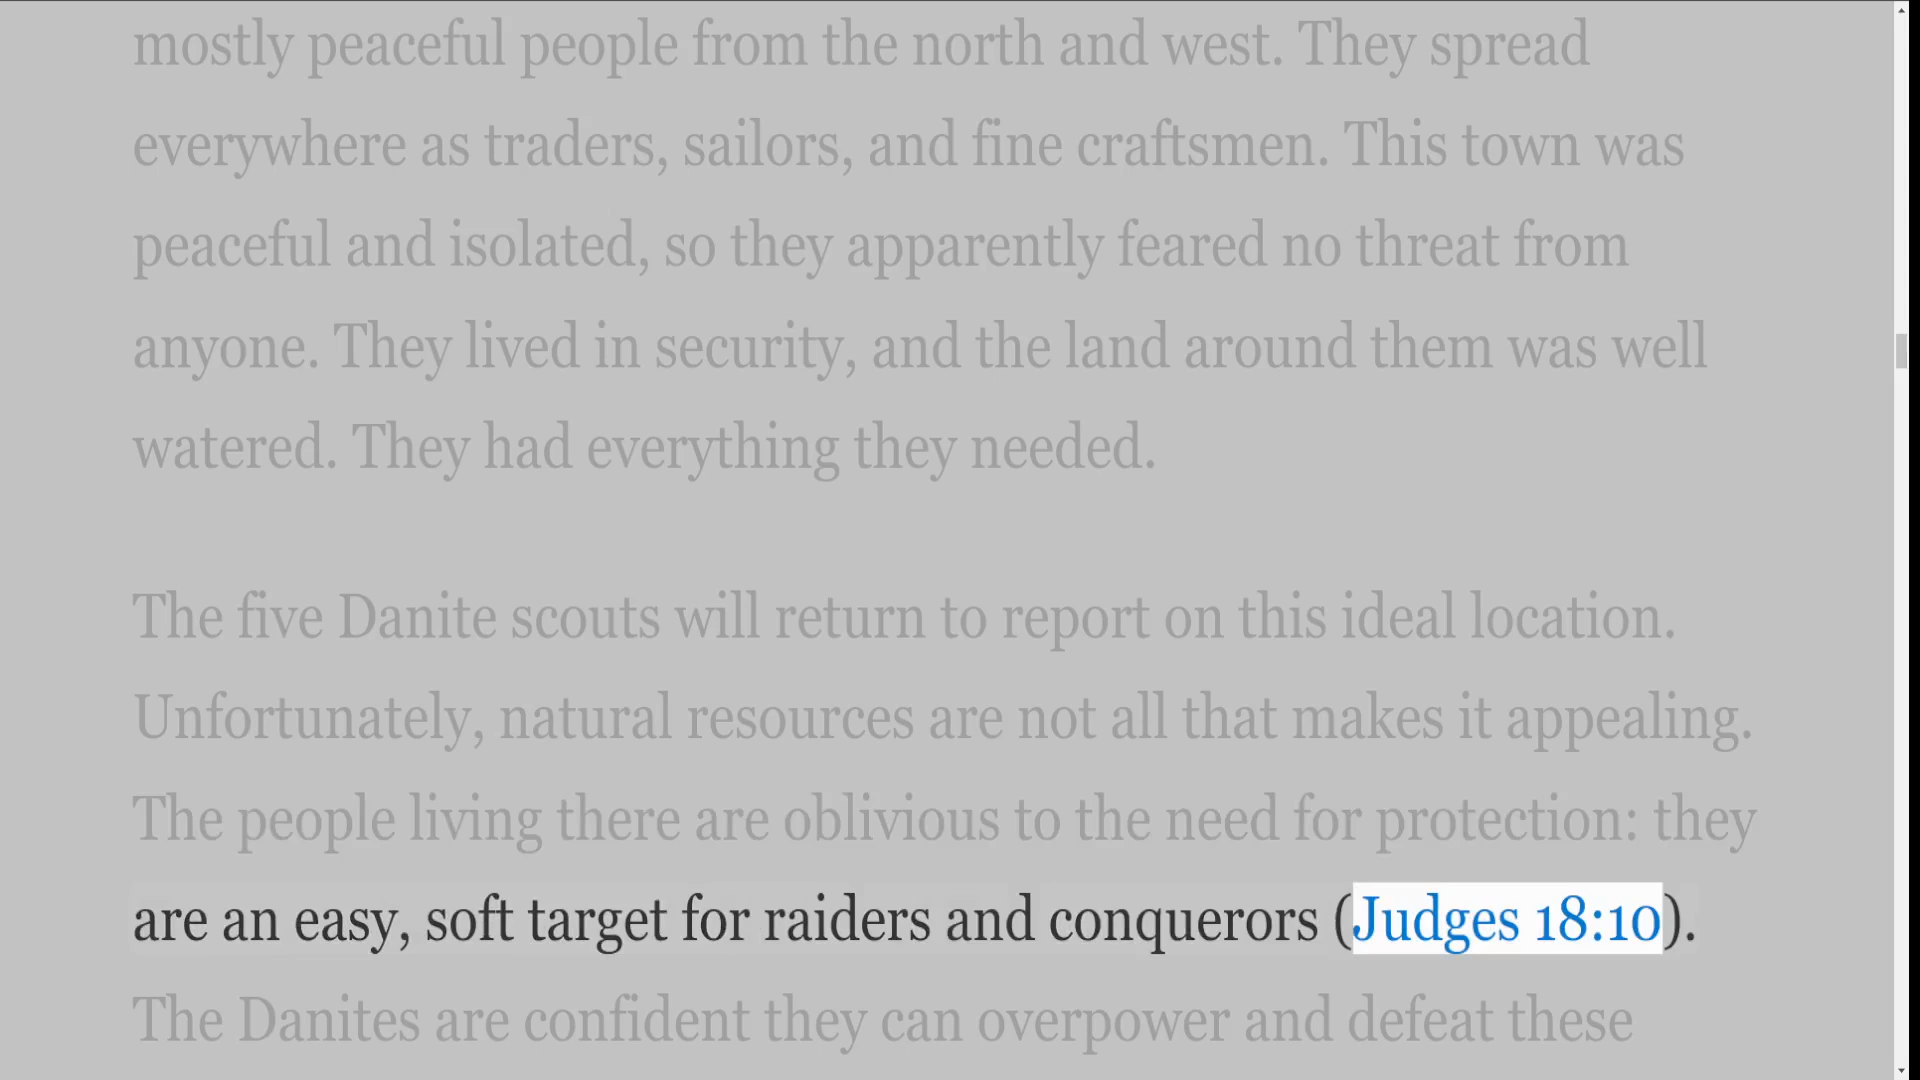 mostly peaceful people from the north and west. They spread
everywhere as traders, sailors, and fine craftsmen. This town was
peaceful and isolated, so they apparently feared no threat from
anyone. They lived in security, and the land around them was well
watered. They had everything they needed.
The five Danite scouts will return to report on this ideal location.
Unfortunately, natural resources are not all that makes it appealing.
The people living there are oblivious to the need for protection: they
are an easy, soft target for raiders and conquerors (Judges 18:10).
The Danites are confident they can overpower and defeat these